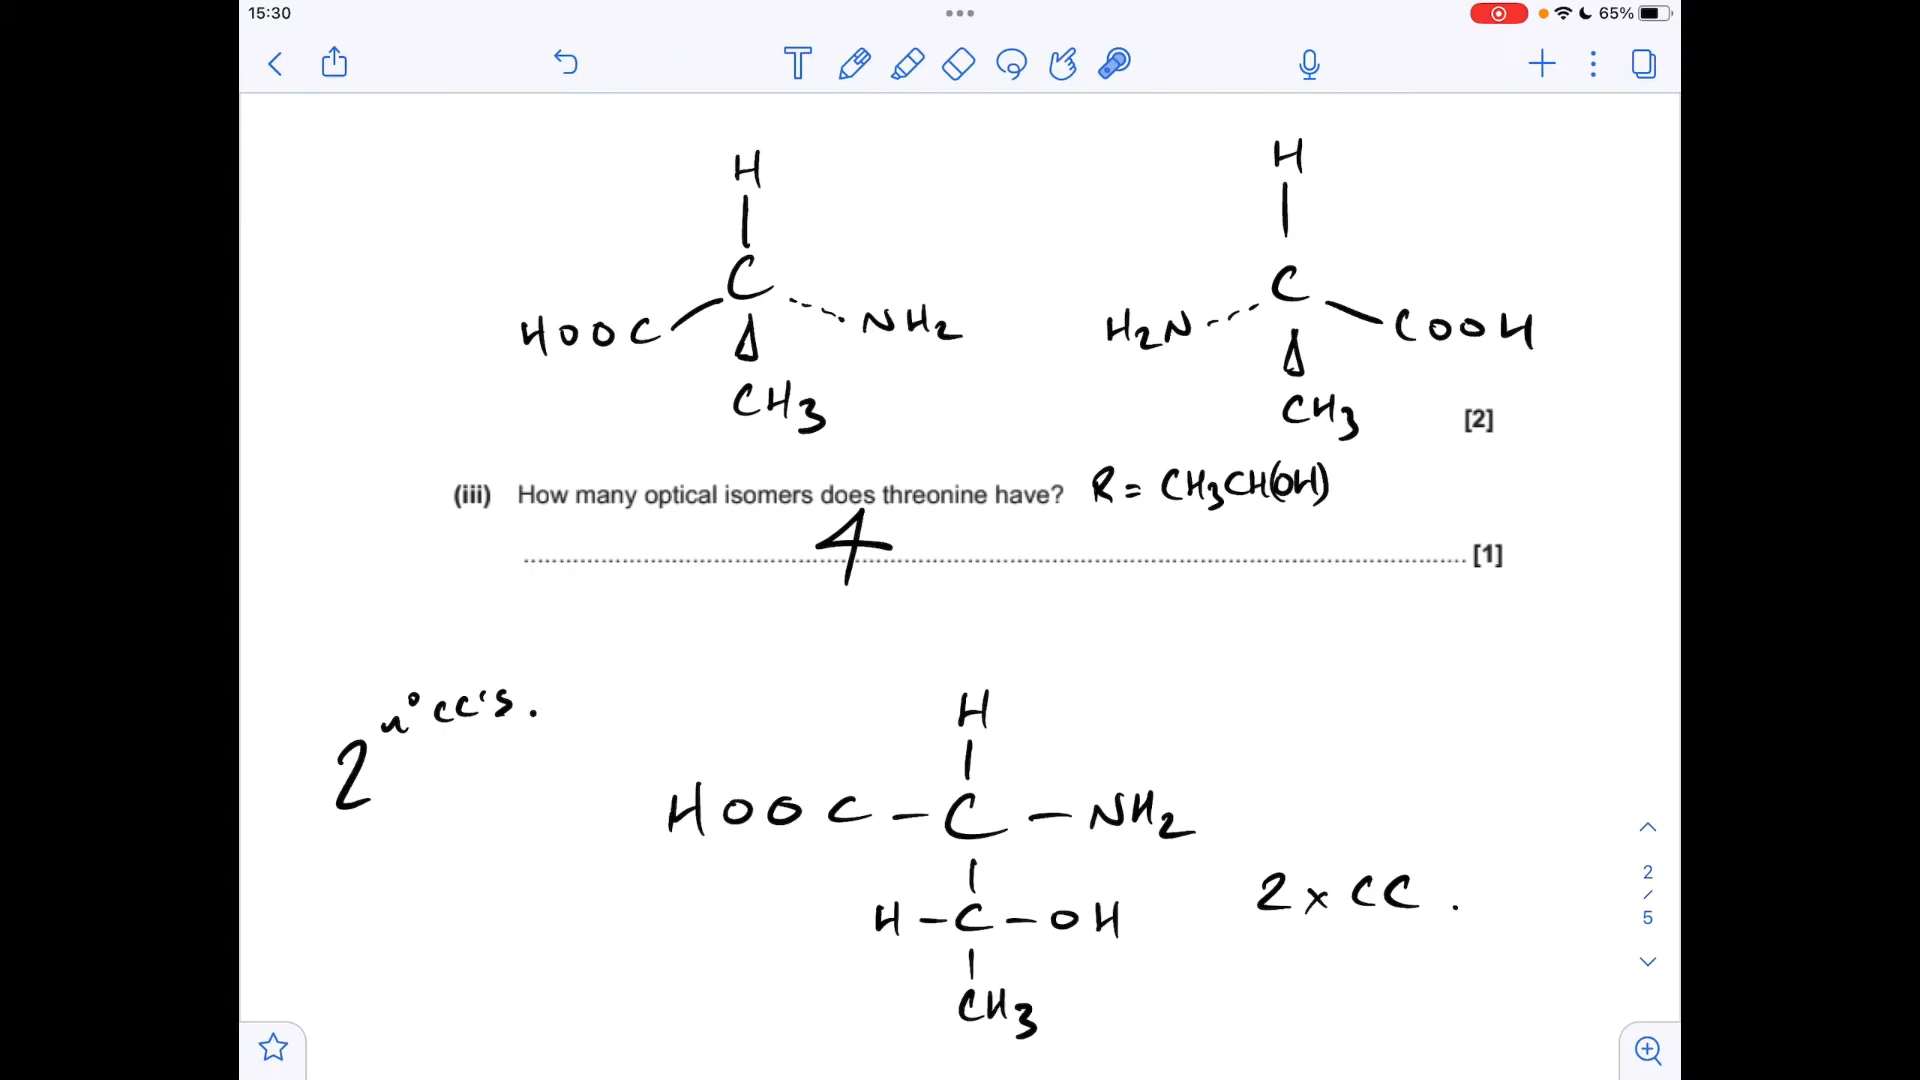 15:30
65%
H H
C C
HOOC NH2 H2N COOH
CH3 CH3
[2]
(iii) How many optical isomers does threonine have? R = CH3CH(OH)
4
[1]
2^nº CC's.
H
HOOC - C - NH2
2 x CC.
H - C - OH
CH3
2
/
5